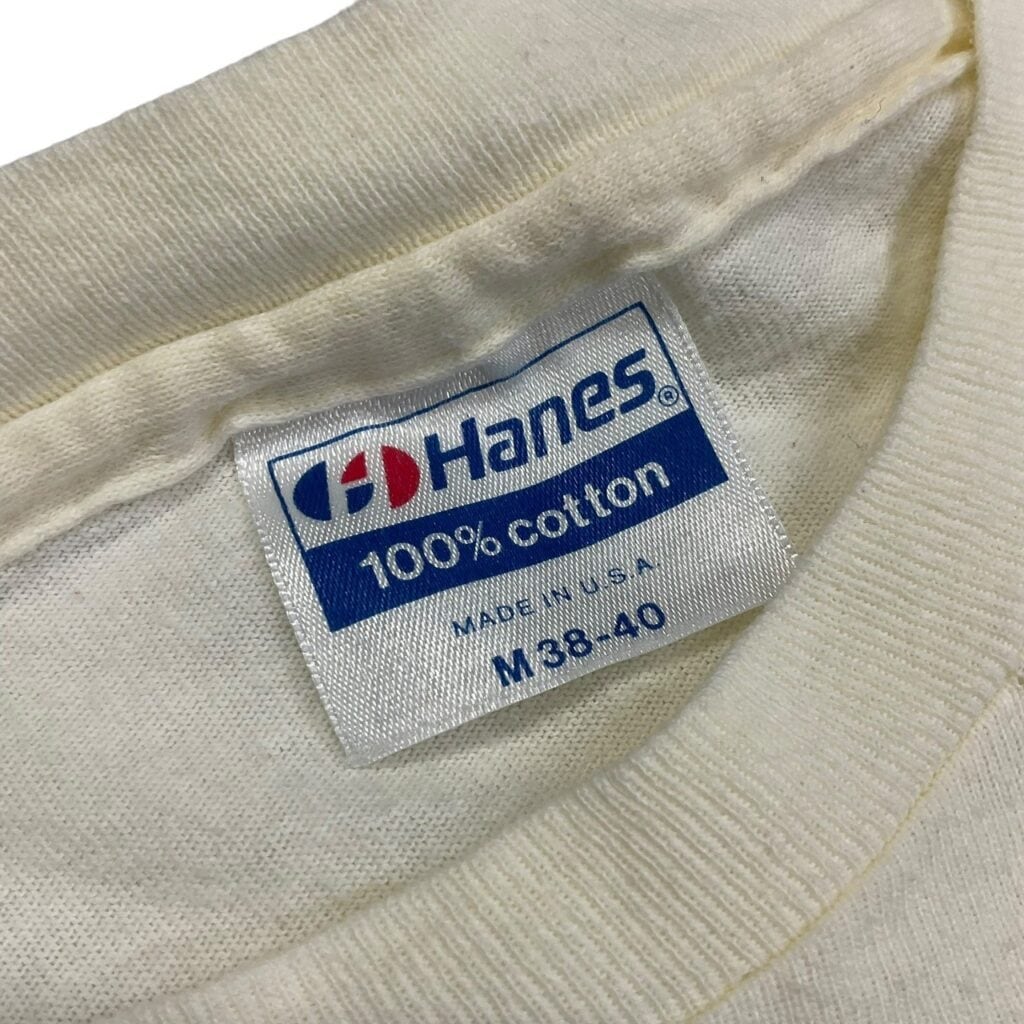 Hanes®
100% cotton
MADE IN U.S.A.
M 38-40